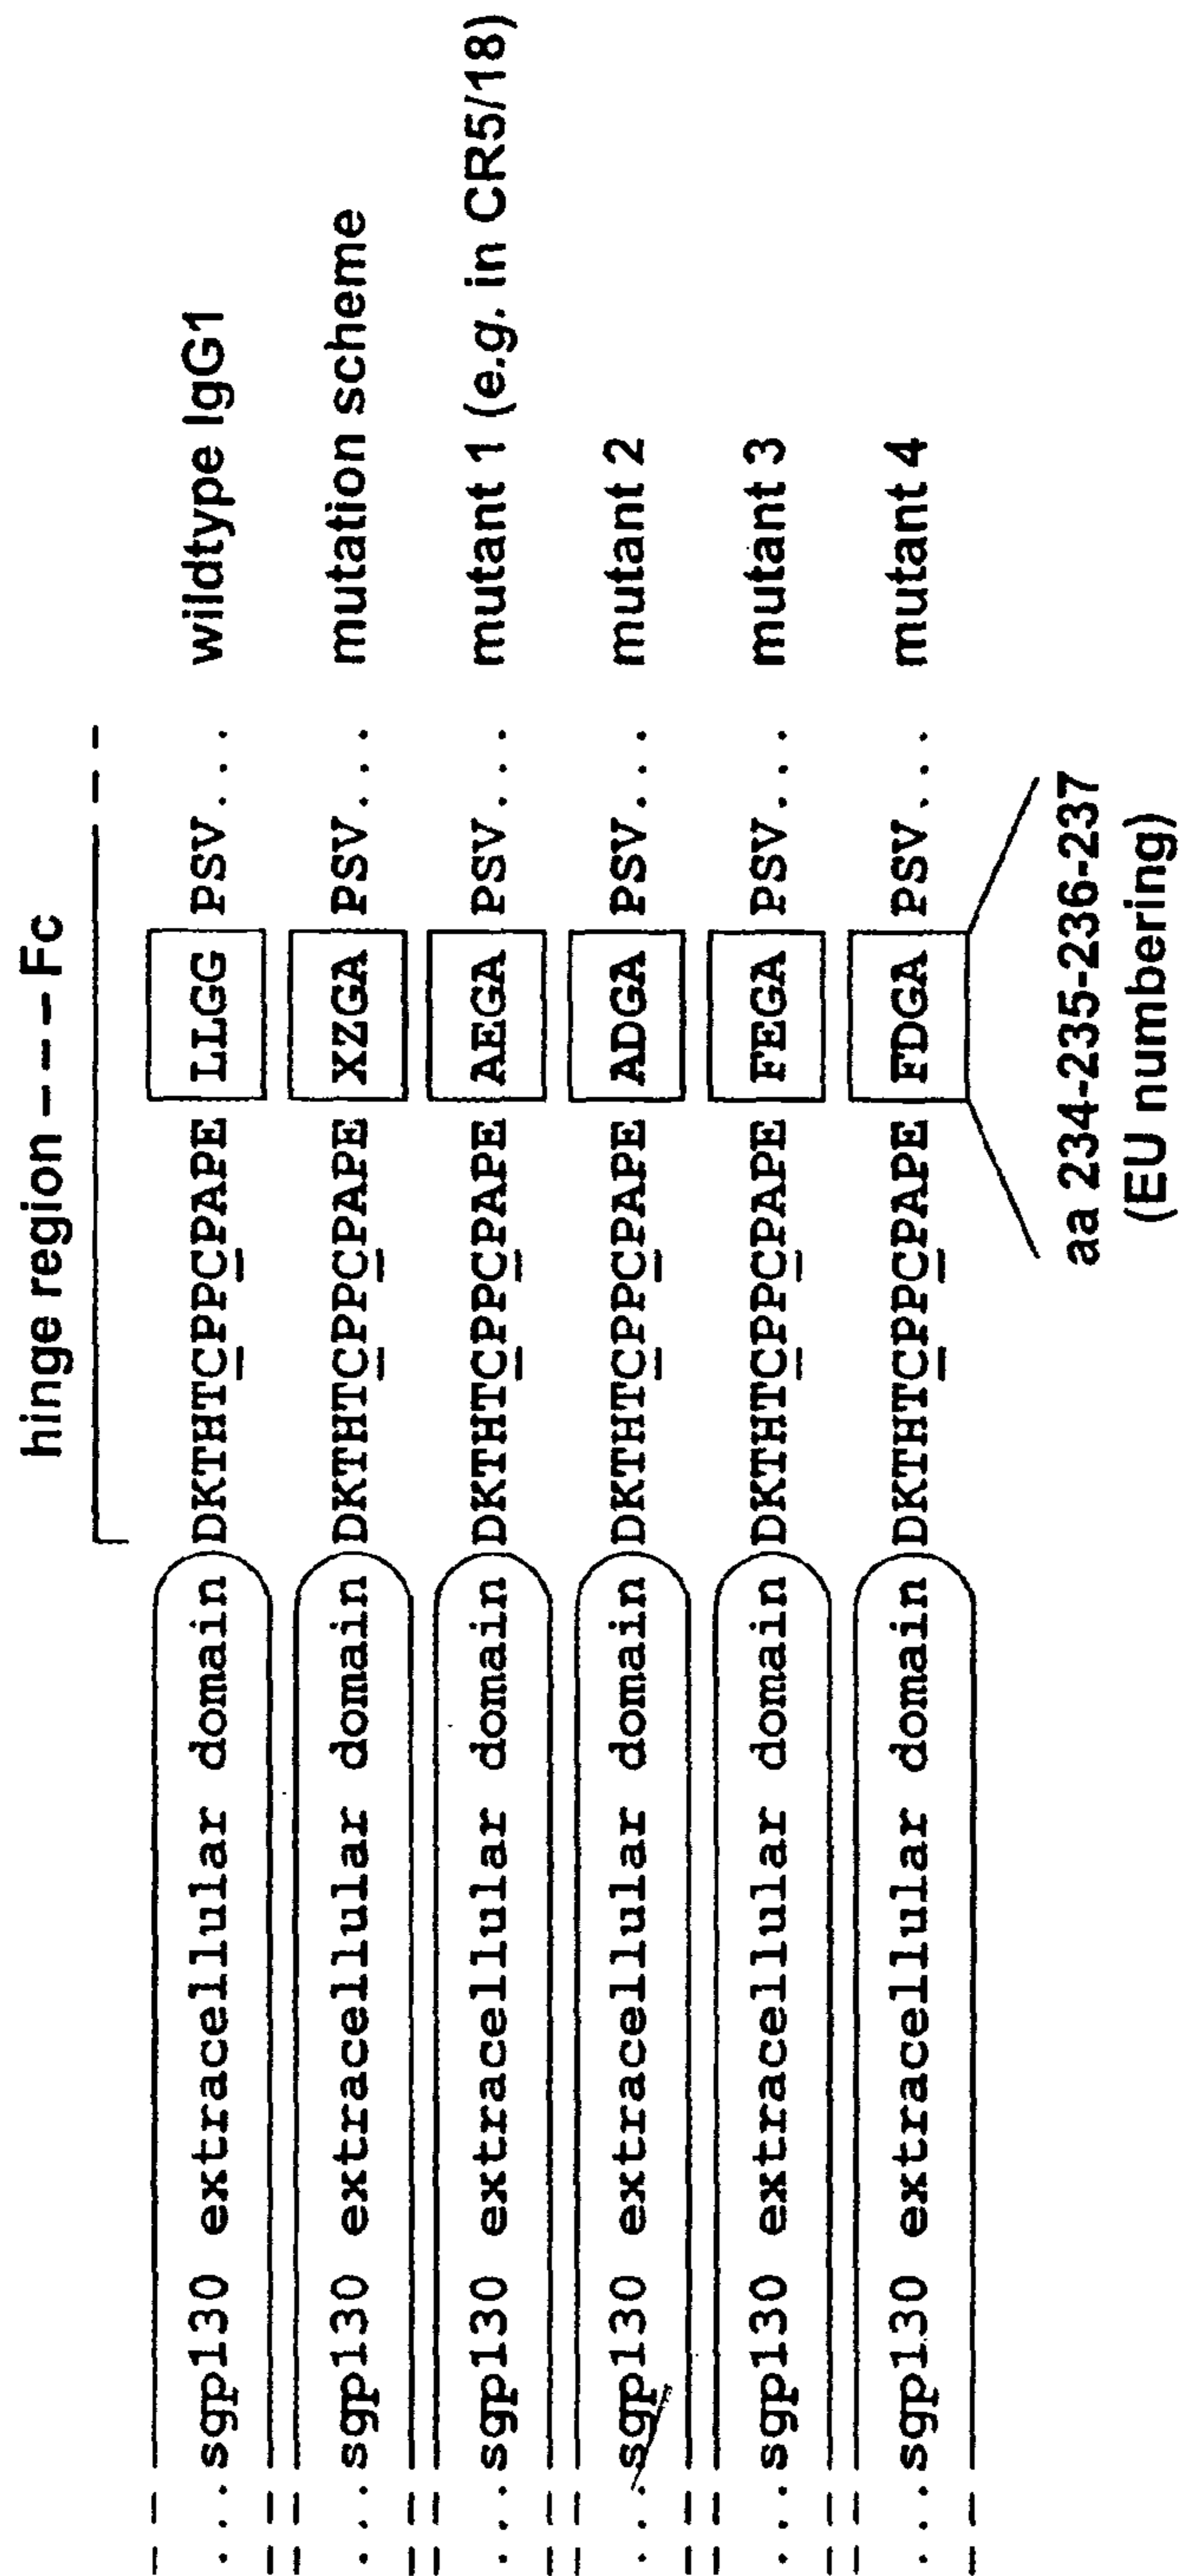 hinge region – – – Fc
...sgp130 extracellular domain DKTHTCPPCPAPE LLGG PSV... wildtype IgG1
...sgp130 extracellular domain DKTHTCPPCPAPE XZGA PSV... mutation scheme
...sgp130 extracellular domain DKTHTCPPCPAPE AEGA PSV... mutant 1 (e.g. in CR5/18)
...sgp130 extracellular domain DKTHTCPPCPAPE ADGA PSV... mutant 2
...sgp130 extracellular domain DKTHTCPPCPAPE FEGA PSV... mutant 3
...sgp130 extracellular domain DKTHTCPPCPAPE FDGA PSV... mutant 4
aa 234-235-236-237
(EU numbering)